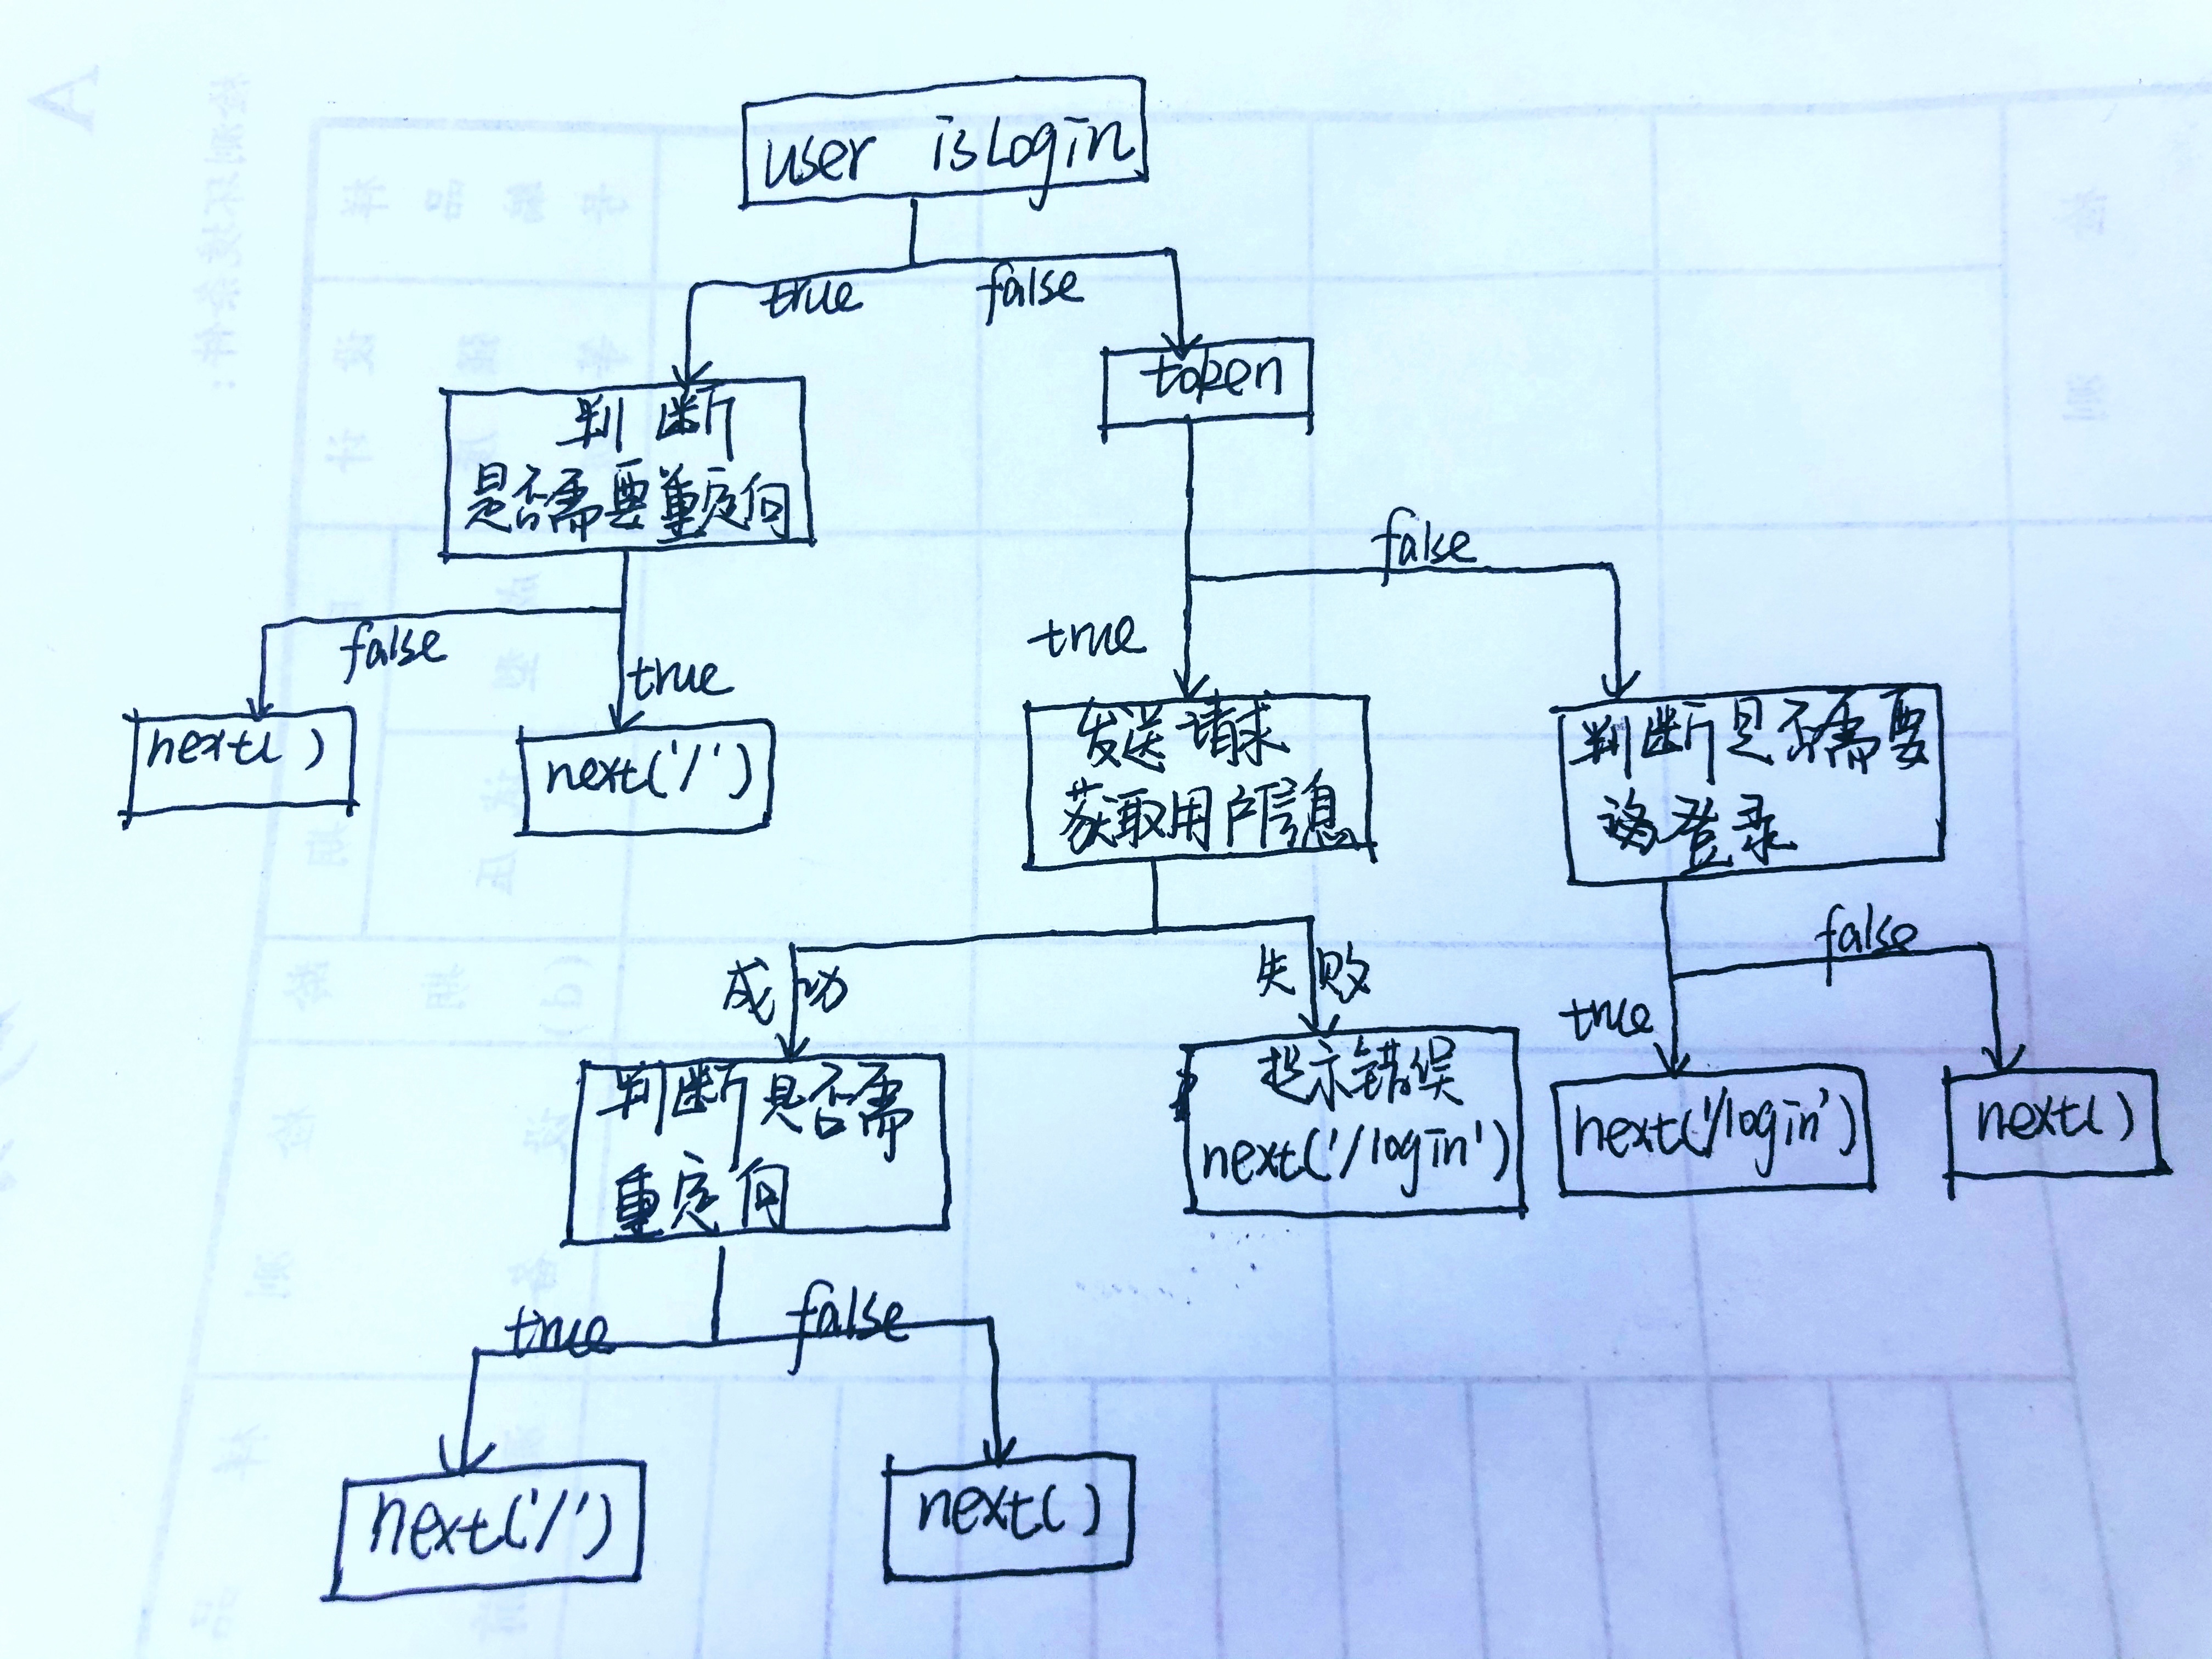 user isLogin
true
false
token
判断
是否需要重定向
false
true
false
true
next()
next('/')
发送请求
获取用户信息
判断是否需要
登录
成功
失败
true
false
判断是否需
重定向
提示错误
next('/login')
next('/login')
next()
true
false
next('/')
next()